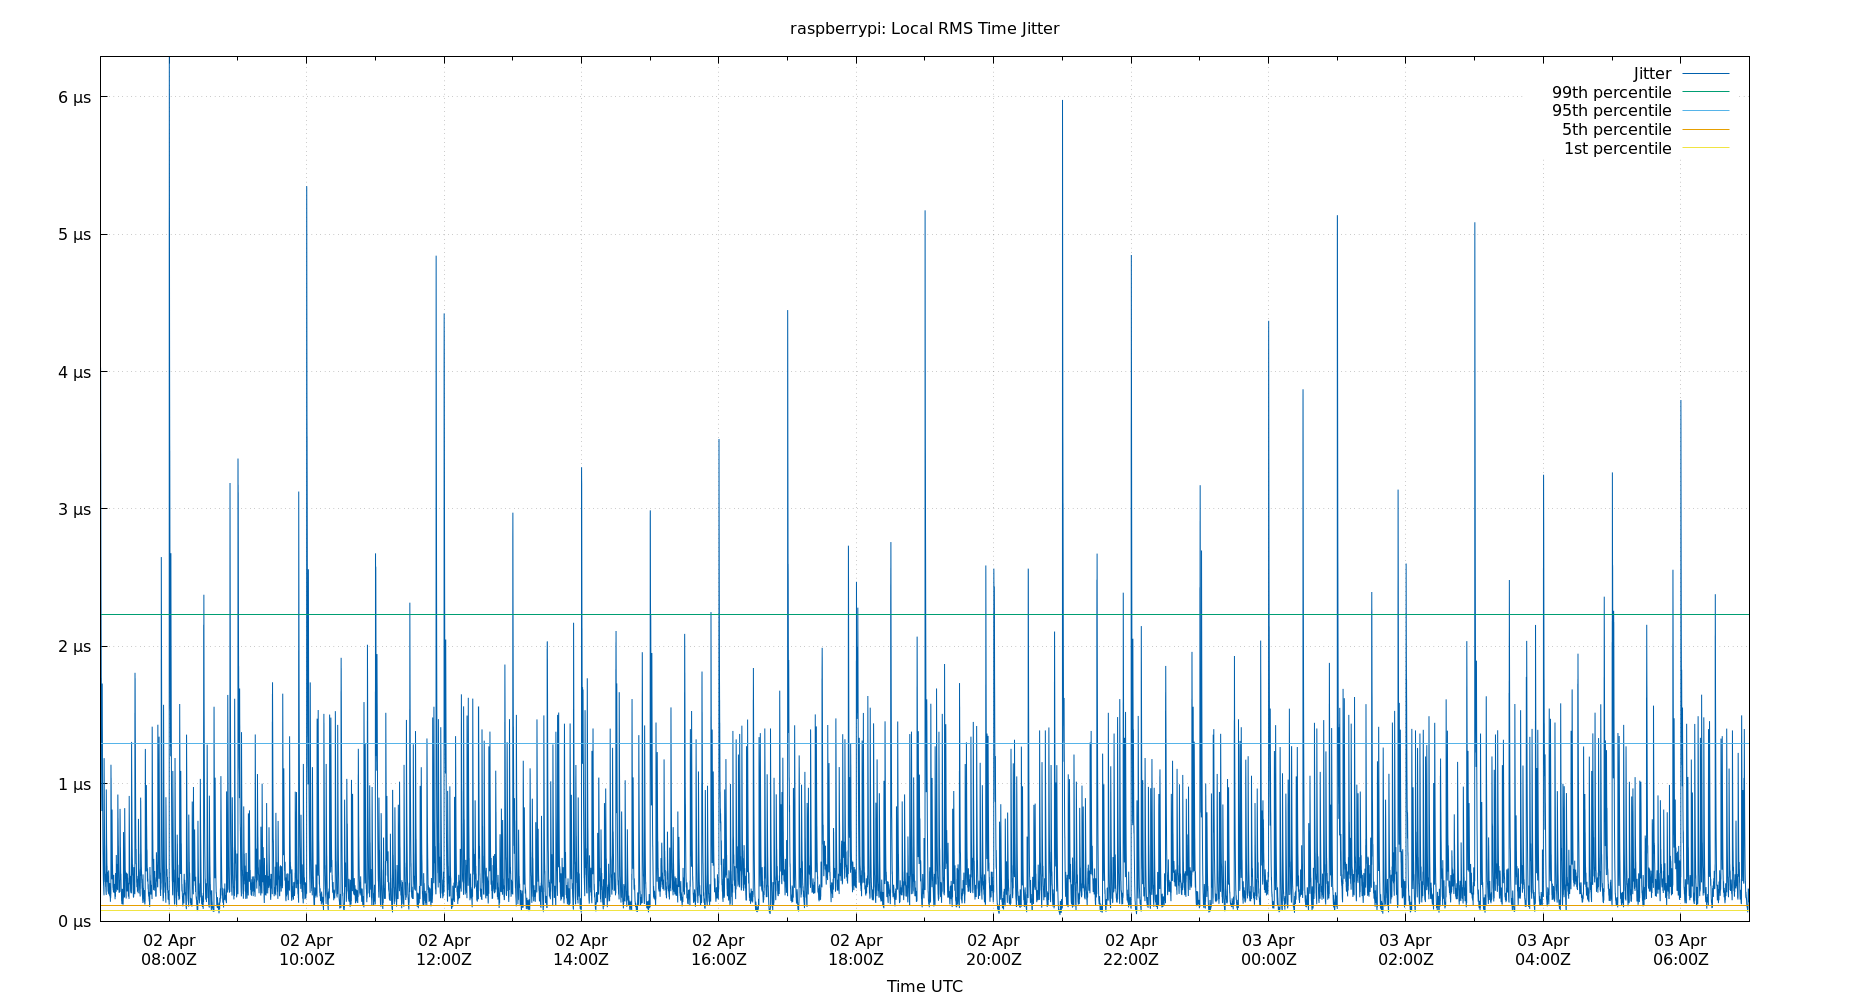 raspberrypi: Local RMS Time Jitter
Jitter
99th percentile
95th percentile
5th percentile
1st percentile
6 µs
5 µs
4 µs
3 µs
2 µs
1 µs
0 µs
02 Apr 02 Apr 02 Apr 02 Apr 02 Apr 02 Apr 02 Apr 02 Apr 03 Apr 03 Apr 03 Apr 03 Apr
08:00Z 10:00Z 12:00Z 14:00Z 16:00Z 18:00Z 20:00Z 22:00Z 00:00Z 02:00Z 04:00Z 06:00Z
Time UTC